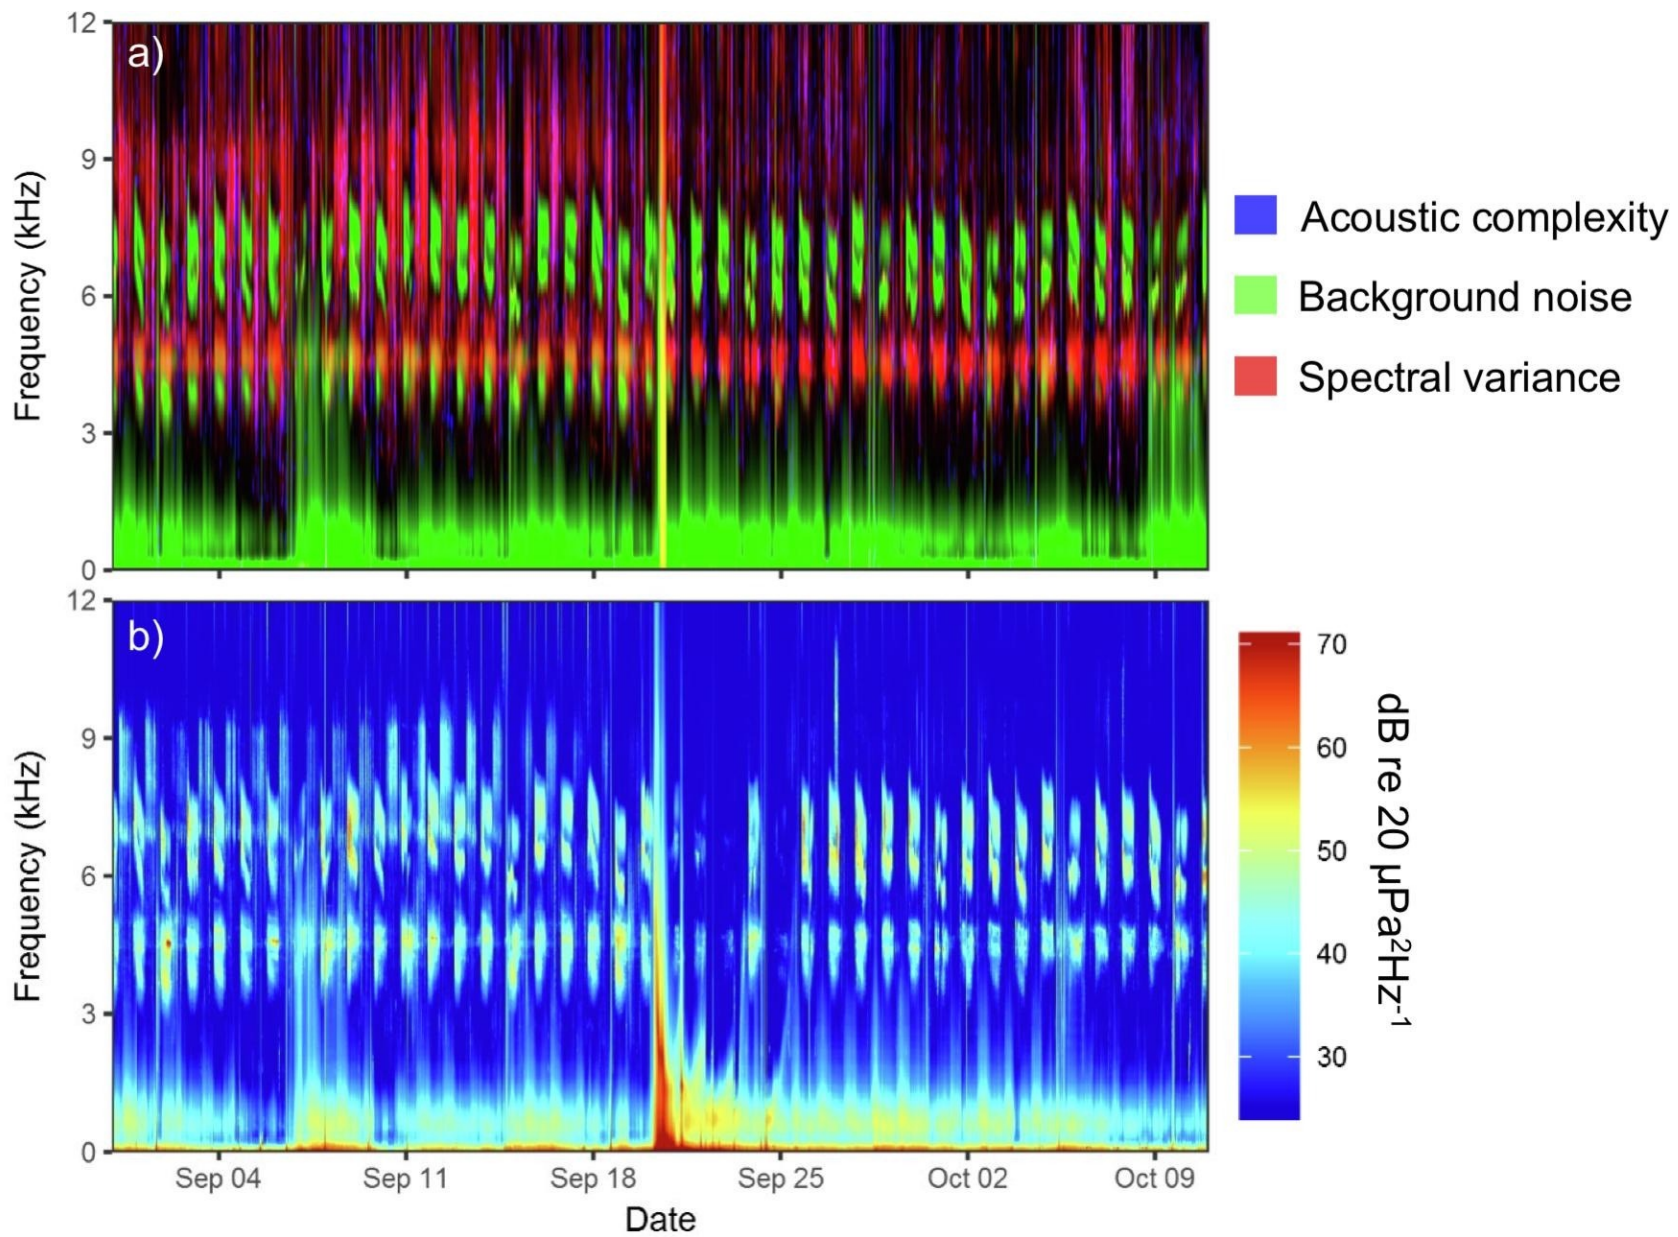 12
a)
9
6
3
0
Frequency (kHz)
Acoustic complexity
Background noise
Spectral variance
12
b)
9
6
3
0
Frequency (kHz)
Sep 04 Sep 11 Sep 18 Sep 25 Oct 02 Oct 09
Date
70
60
50
40
30
dB re 20 µPa²Hz⁻¹